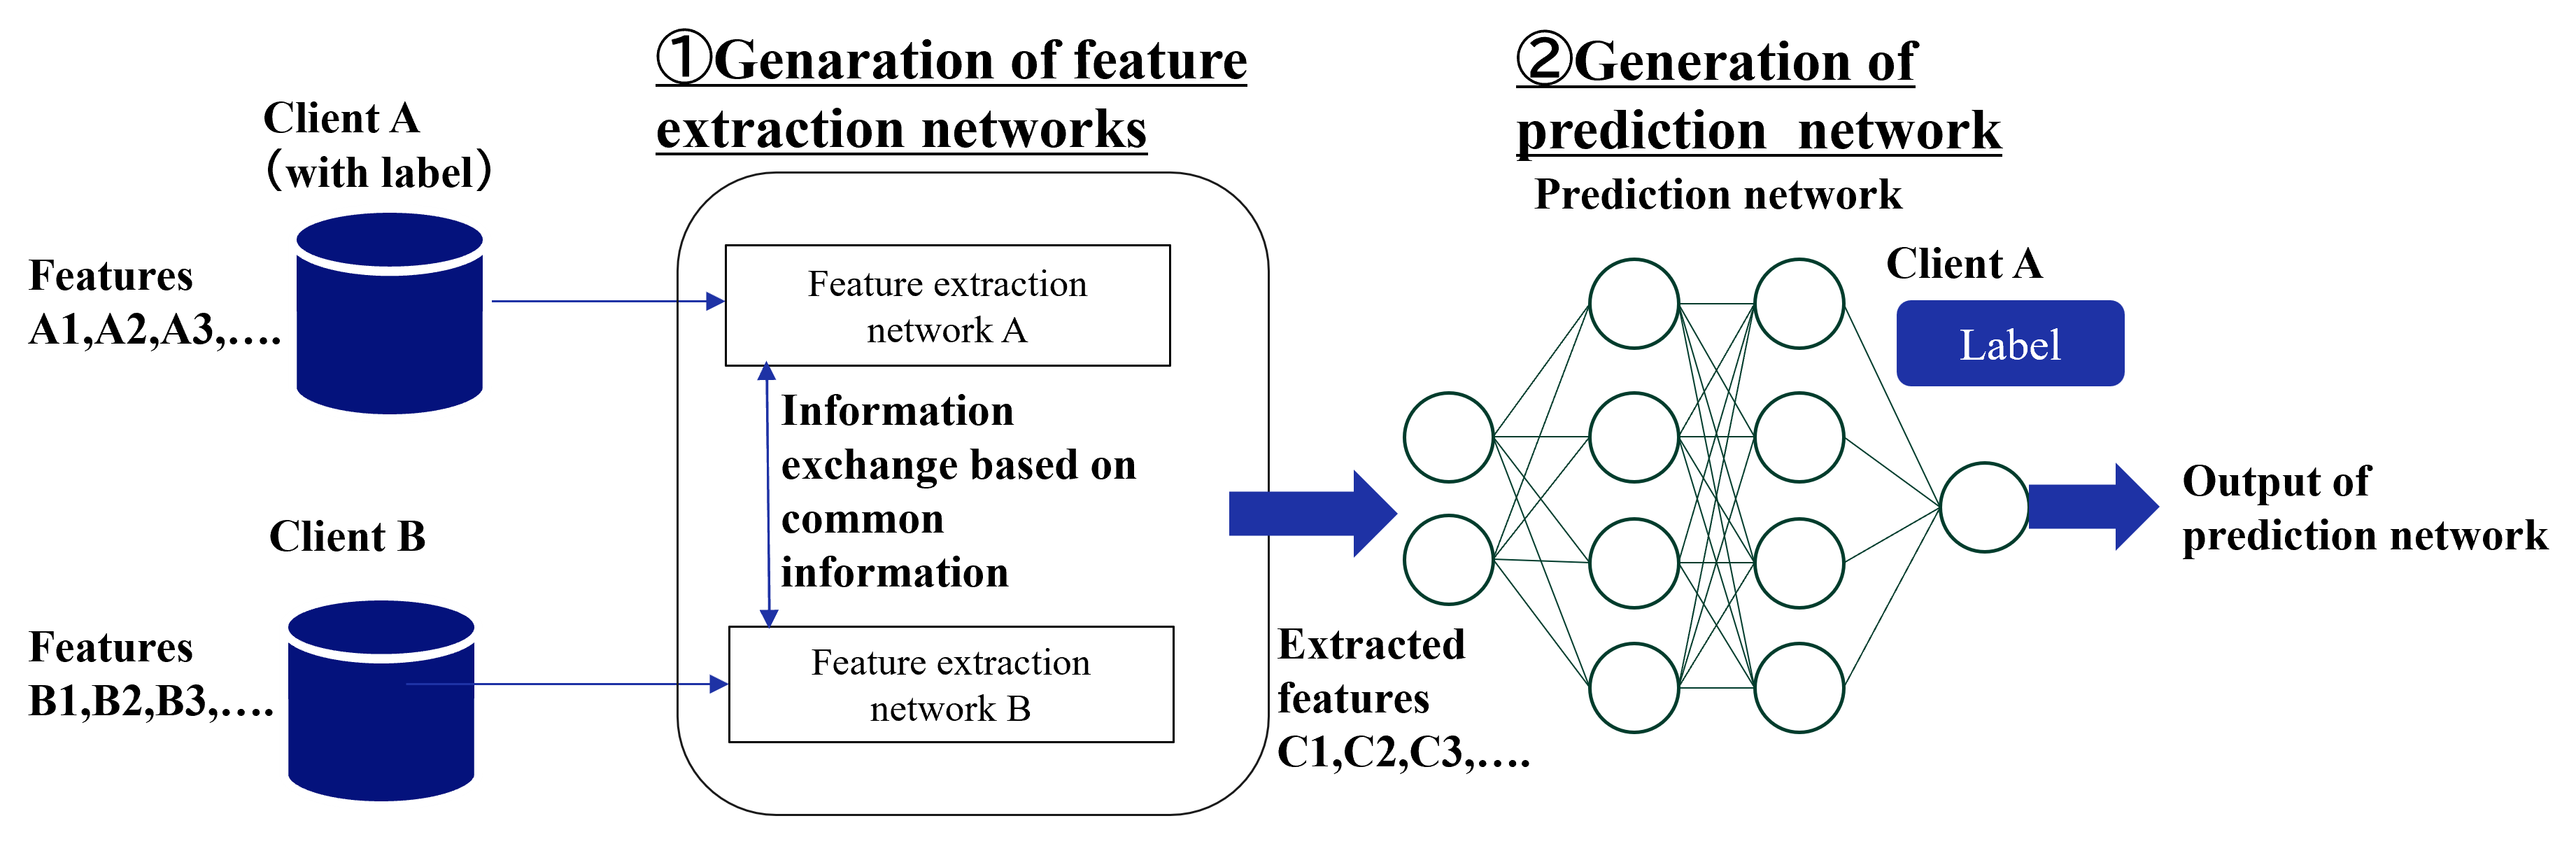 ①Genaration of feature
extraction networks
②Generation of
prediction  network
Client A
（with label）
Features
A1,A2,A3,….
Feature extraction
network A
Information
exchange based on
common
information
Client B
Features
B1,B2,B3,….
Feature extraction
network B
Extracted
features
C1,C2,C3,….
Prediction network
Client A
Label
Output of
prediction network